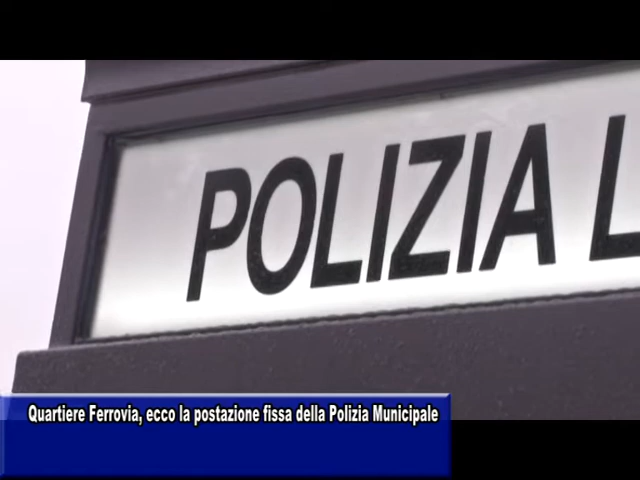 POLIZIA L
Quartiere Ferrovia, ecco la postazione fissa della Polizia Municipale